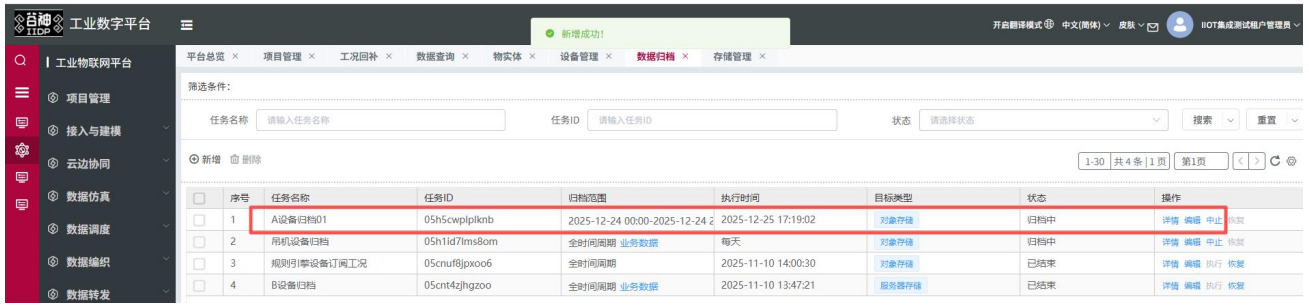 谷神 IIDP 工业数字平台
新增成功!
开启翻译模式 中文(简体) 皮肤 IIOT集成测试租户管理员
工业物联网平台
项目管理
接入与建模
云边协同
数据仿真
数据调度
数据编织
数据转发
平台总览 × 项目管理 × 工况回补 × 数据查询 × 物实体 × 设备管理 × 数据归档 × 存储管理 ×
筛选条件:
任务名称 请输入任务名称 任务ID 请输入任务ID 状态 请选择状态 搜索 重置
新增 删除 1-30 共4条|1页 第1页
序号 任务名称 任务ID 归档范围 执行时间 目标类型 状态 操作
1 A设备归档01 05h5cwplplknb 2025-12-24 00:00-2025-12-24 2 2025-12-25 17:19:02 对象存储 归档中 详情 编辑 中止 恢复
2 吊机设备归档 05h1id7lms8om 全时间周期 业务数据 每天 对象存储 归档中 详情 编辑 中止 恢复
3 规则引擎设备订阅工况 05cnuf8jpxoo6 全时间周期 2025-11-10 14:00:30 对象存储 已结束 详情 编辑 执行 恢复
4 B设备归档 05cnt4zjhgzoo 全时间周期 业务数据 2025-11-10 13:47:21 服务器存储 已结束 详情 编辑 执行 恢复